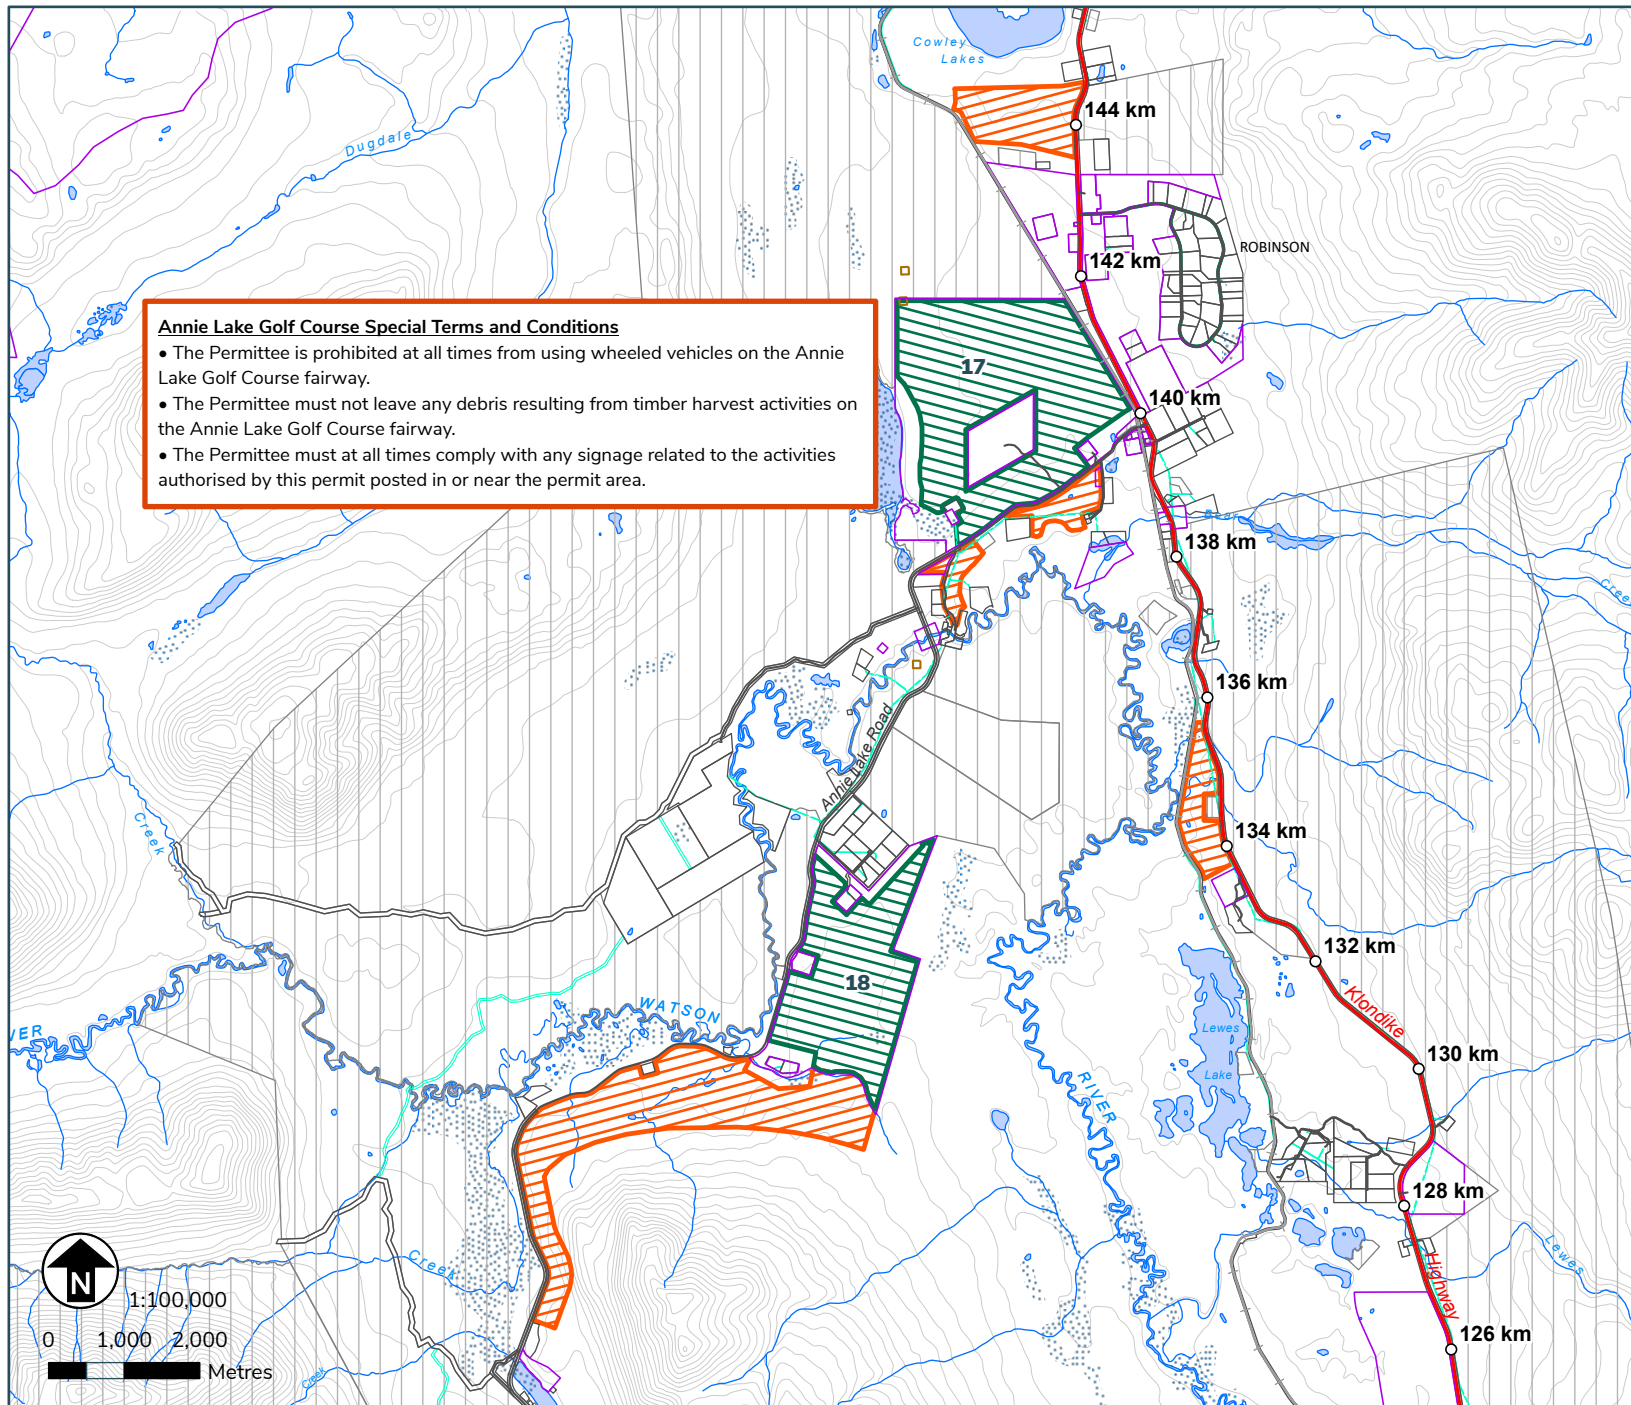 Cowley
Lakes
144 km
Dugdale
ROBINSON
142 km
Annie Lake Golf Course Special Terms and Conditions
• The Permittee is prohibited at all times from using wheeled vehicles on the Annie
Lake Golf Course fairway.
• The Permittee must not leave any debris resulting from timber harvest activities on
the Annie Lake Golf Course fairway.
• The Permittee must at all times comply with any signage related to the activities
authorised by this permit posted in or near the permit area.
17
140 km
Bear
138 km
Creek
136 km
Annie Lake Road
Creek
134 km
132 km
18
WATSON
Klondike
VER
Lewes
Lake
130 km
RIVER
128 km
Creek
Lewes
Highway
N
1:100,000
0 1,000 2,000
Metres
126 km
Creek